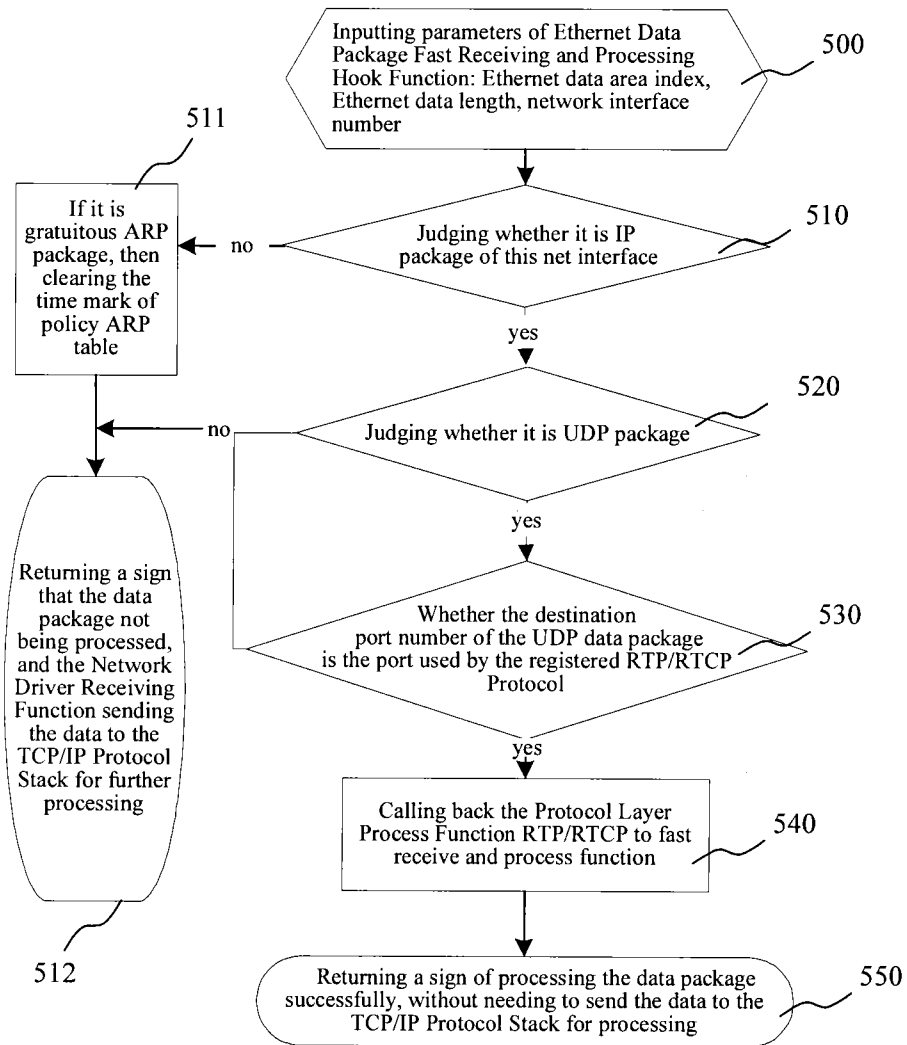 Inputting parameters of Ethernet Data
Package Fast Receiving and Processing
Hook Function: Ethernet data area index,
Ethernet data length, network interface
number
500
511
If it is
gratuitous ARP
package, then
clearing the
time mark of
policy ARP
table
no
Judging whether it is IP
package of this net interface
510
yes
520
no
Judging whether it is UDP package
yes
Returning a sign
that the data
package not
being processed,
and the Network
Driver Receiving
Function sending
the data to the
TCP/IP Protocol
Stack for further
processing
Whether the destination
port number of the UDP data package
is the port used by the registered RTP/RTCP
Protocol
530
yes
Calling back the Protocol Layer
Process Function RTP/RTCP to fast
receive and process function
540
512
Returning a sign of processing the data package
successfully, without needing to send the data to the
TCP/IP Protocol Stack for processing
550